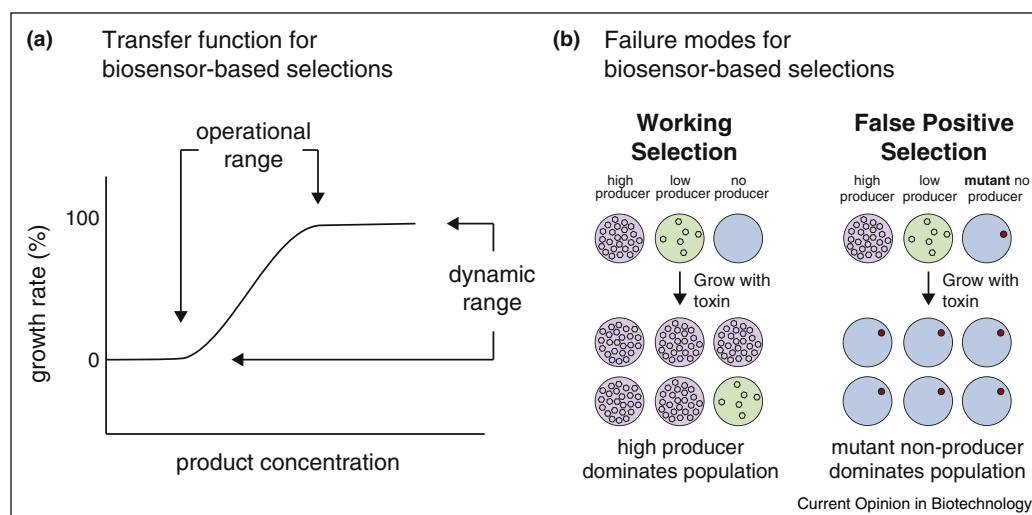 (a) Transfer function for
biosensor-based selections
operational
range
100
0
growth rate (%)
dynamic
range
product concentration
(b) Failure modes for
biosensor-based selections
Working
Selection
high
producer
low
producer
no
producer
Grow with
toxin
high producer
dominates population
False Positive
Selection
high
producer
low
producer
mutant no
producer
Grow with
toxin
mutant non-producer
dominates population
Current Opinion in Biotechnology